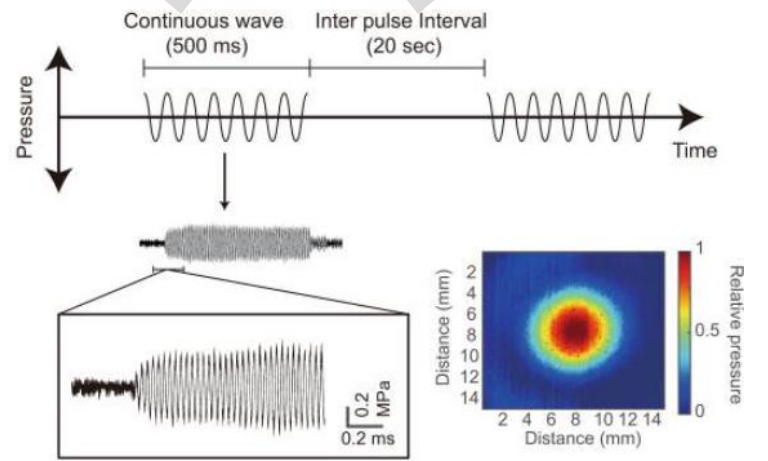 Continuous wave
(500 ms)
Inter pulse Interval
(20 sec)
Pressure
Time
0.2
MPa
0.2 ms
Distance (mm)
2
4
6
8
10
12
14
2 4 6 8 10 12 14
Distance (mm)
1
0.5
0
Relative pressure